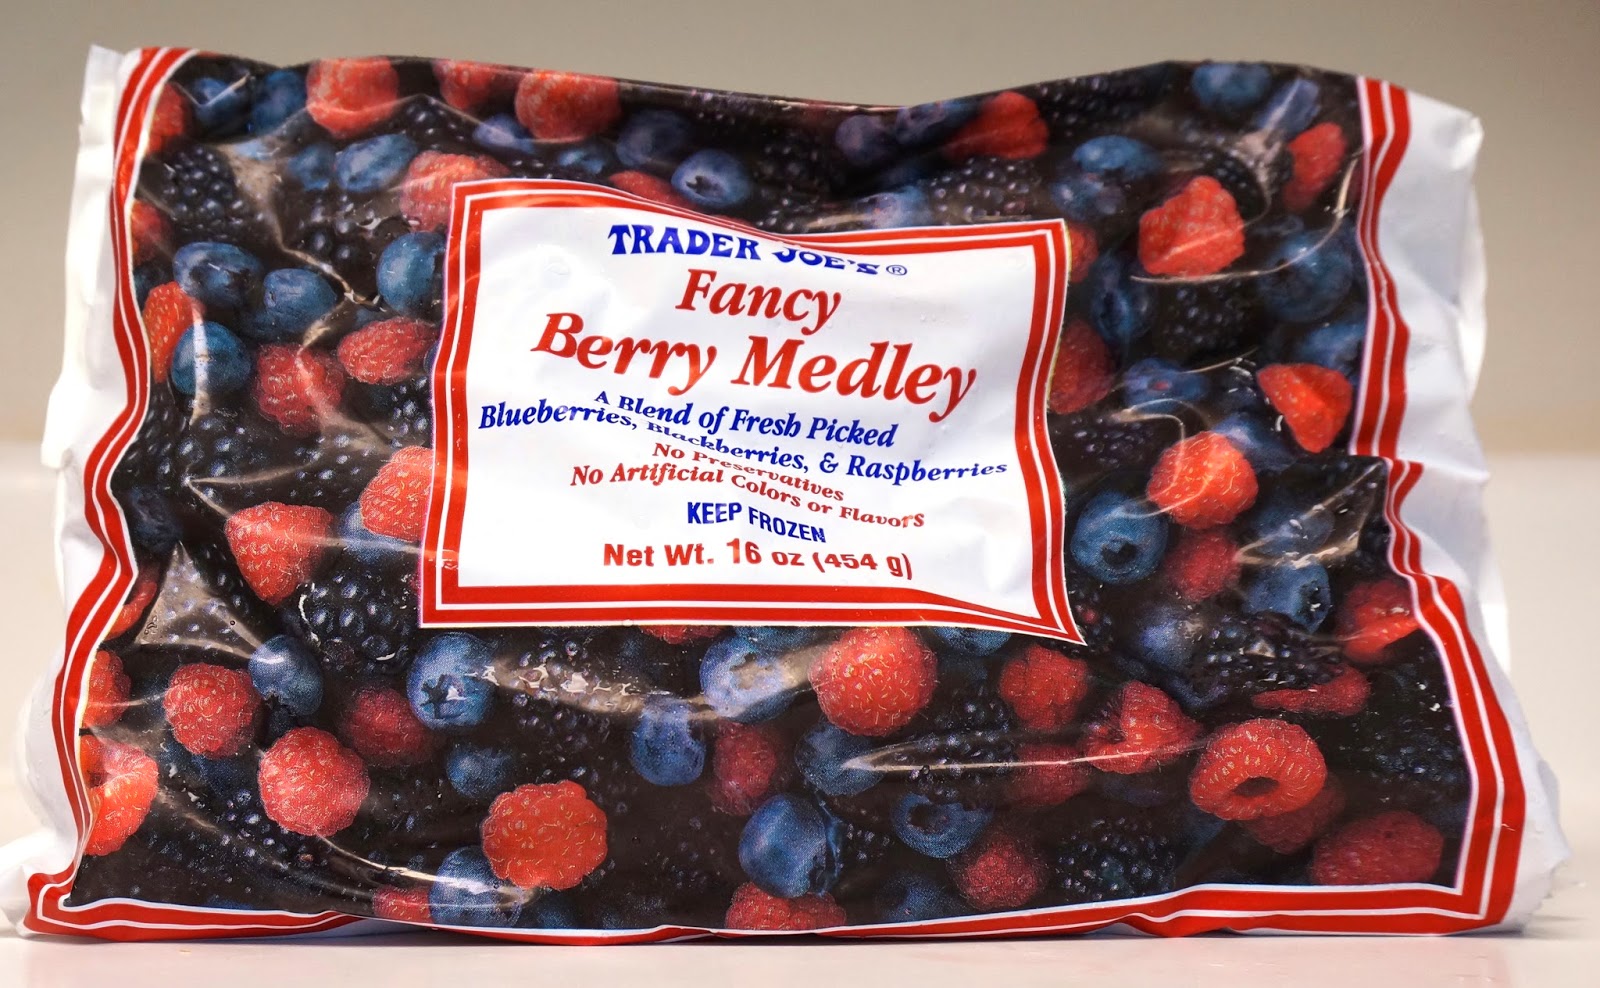 TRADER JOE'S®
Fancy
Berry Medley
A Blend of Fresh Picked
Blueberries, Blackberries, & Raspberries
No Preservatives
No Artificial Colors or Flavors
KEEP FROZEN
Net Wt. 16 oz (454 g)